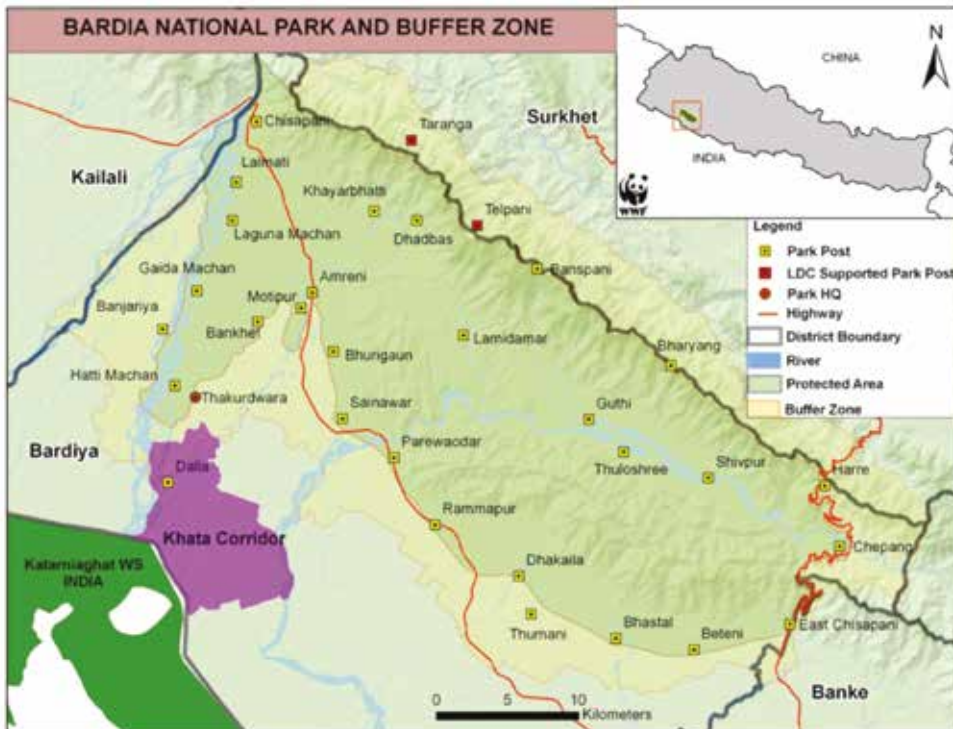 BARDIA NATIONAL PARK AND BUFFER ZONE
N
CHINA
INDIA
WWF
Surkhet
Taranga
Chisapani
Kailali
Lalmati
Khayarbhatti
Telpani
Laguna Machan
Dhadbas
Legend
Park Post
LDC Supported Park Post
Park HQ
Highway
District Boundary
River
Protected Area
Buffer Zone
Gaida Machan
Amreni
Banspani
Motipur
Banjariya
Bankhet
Lamidamar
Bhurigaun
Bharyang
Hatti Machan
Thakurdwara
Sainawar
Guthi
Bardiya
Parewaodar
Dalla
Thuloshree
Shivpur
Harre
Rammapur
Khata Corridor
Chepang
Katarniaghat WS
INDIA
Dhakaila
Thumani
Bhastal
Beteni
East Chisapani
Banke
0 5 10
Kilometers